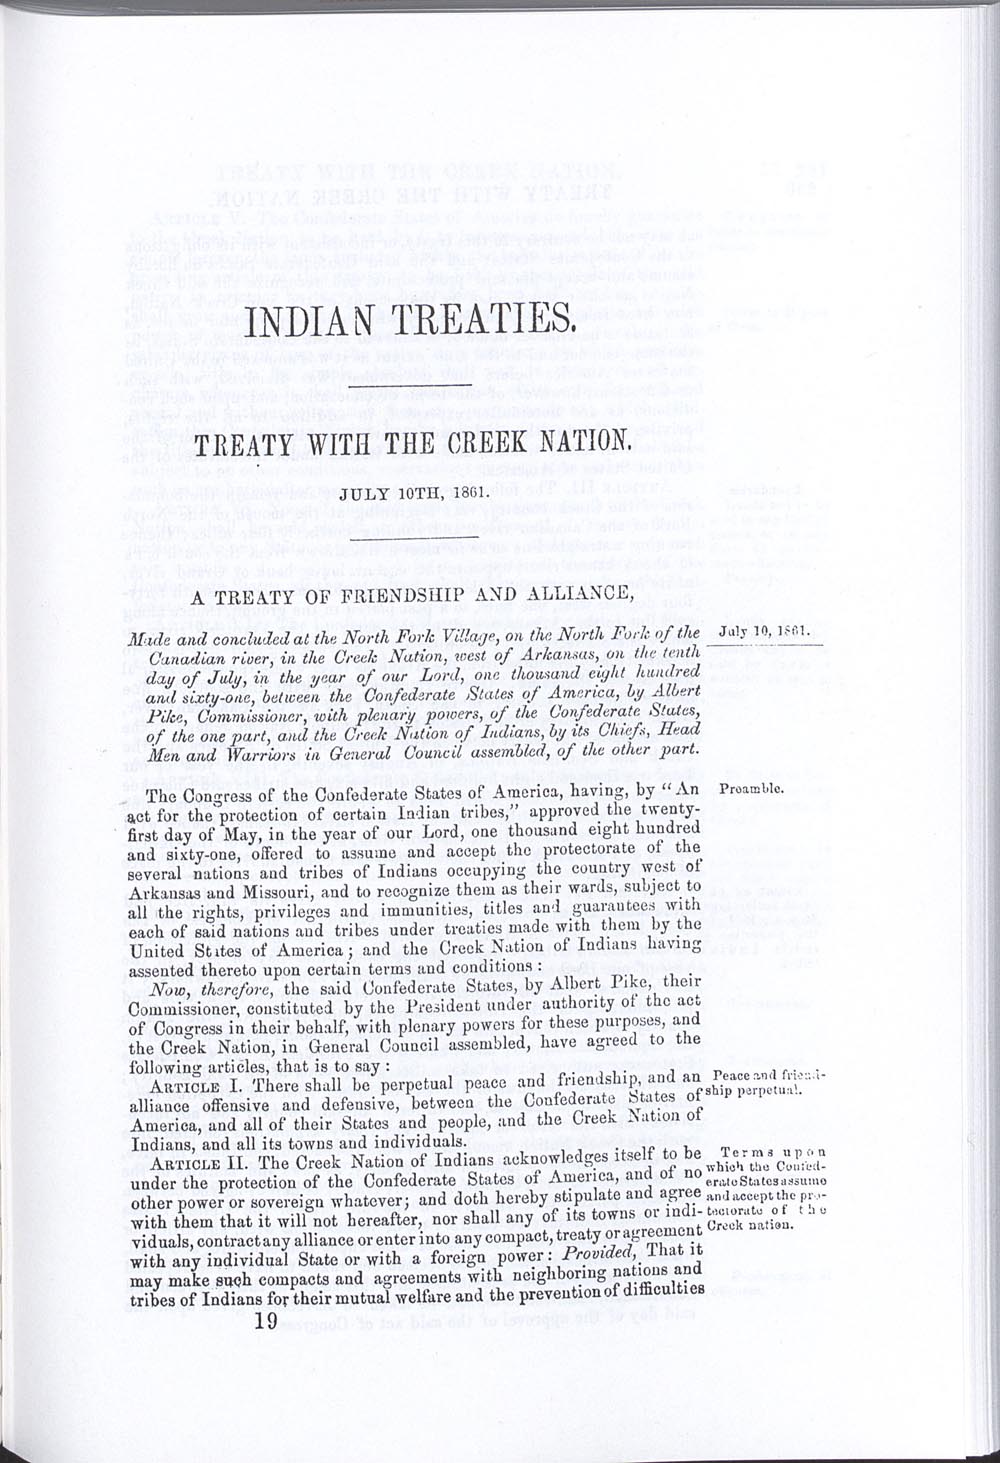 INDIAN TREATIES.
TREATY WITH THE CREEK NATION.
JULY 10TH, 1861.
A TREATY OF FRIENDSHIP AND ALLIANCE,
Made and concluded at the North Fork Village, on the North Fork of the
Canadian river, in the Creek Nation, west of Arkansas, on the tenth
day of July, in the year of our Lord, one thousand eight hundred
and sixty-one, between the Confederate States of America, by Albert
Pike, Commissioner, with plenary powers, of the Confederate States,
of the one part, and the Creek Nation of Indians, by its Chiefs, Head
Men and Warriors in General Council assembled, of the other part.
July 10, 1861.
The Congress of the Confederate States of America, having, by “An
act for the protection of certain Indian tribes,” approved the twenty-
first day of May, in the year of our Lord, one thousand eight hundred
and sixty-one, offered to assume and accept the protectorate of the
several nations and tribes of Indians occupying the country west of
Arkansas and Missouri, and to recognize them as their wards, subject to
all the rights, privileges and immunities, titles and guarantees with
each of said nations and tribes under treaties made with them by the
United States of America; and the Creek Nation of Indians having
assented thereto upon certain terms and conditions:
Preamble.
Now, therefore, the said Confederate States, by Albert Pike, their
Commissioner, constituted by the President under authority of the act
of Congress in their behalf, with plenary powers for these purposes, and
the Creek Nation, in General Council assembled, have agreed to the
following articles, that is to say:
ARTICLE I. There shall be perpetual peace and friendship, and an
alliance offensive and defensive, between the Confederate States of
America, and all of their States and people, and the Creek Nation of
Indians, and all its towns and individuals.
Peace and friend-
ship perpetual.
ARTICLE II. The Creek Nation of Indians acknowledges itself to be
under the protection of the Confederate States of America, and of no
other power or sovereign whatever; and doth hereby stipulate and agree
with them that it will not hereafter, nor shall any of its towns or indi-
viduals, contract any alliance or enter into any compact, treaty or agreement
with any individual State or with a foreign power: Provided, That it
may make such compacts and agreements with neighboring nations and
tribes of Indians for their mutual welfare and the prevention of difficulties
Terms upon
which the Confed-
erate States assume
and accept the pro-
tectorate of the
Creek nation.
19